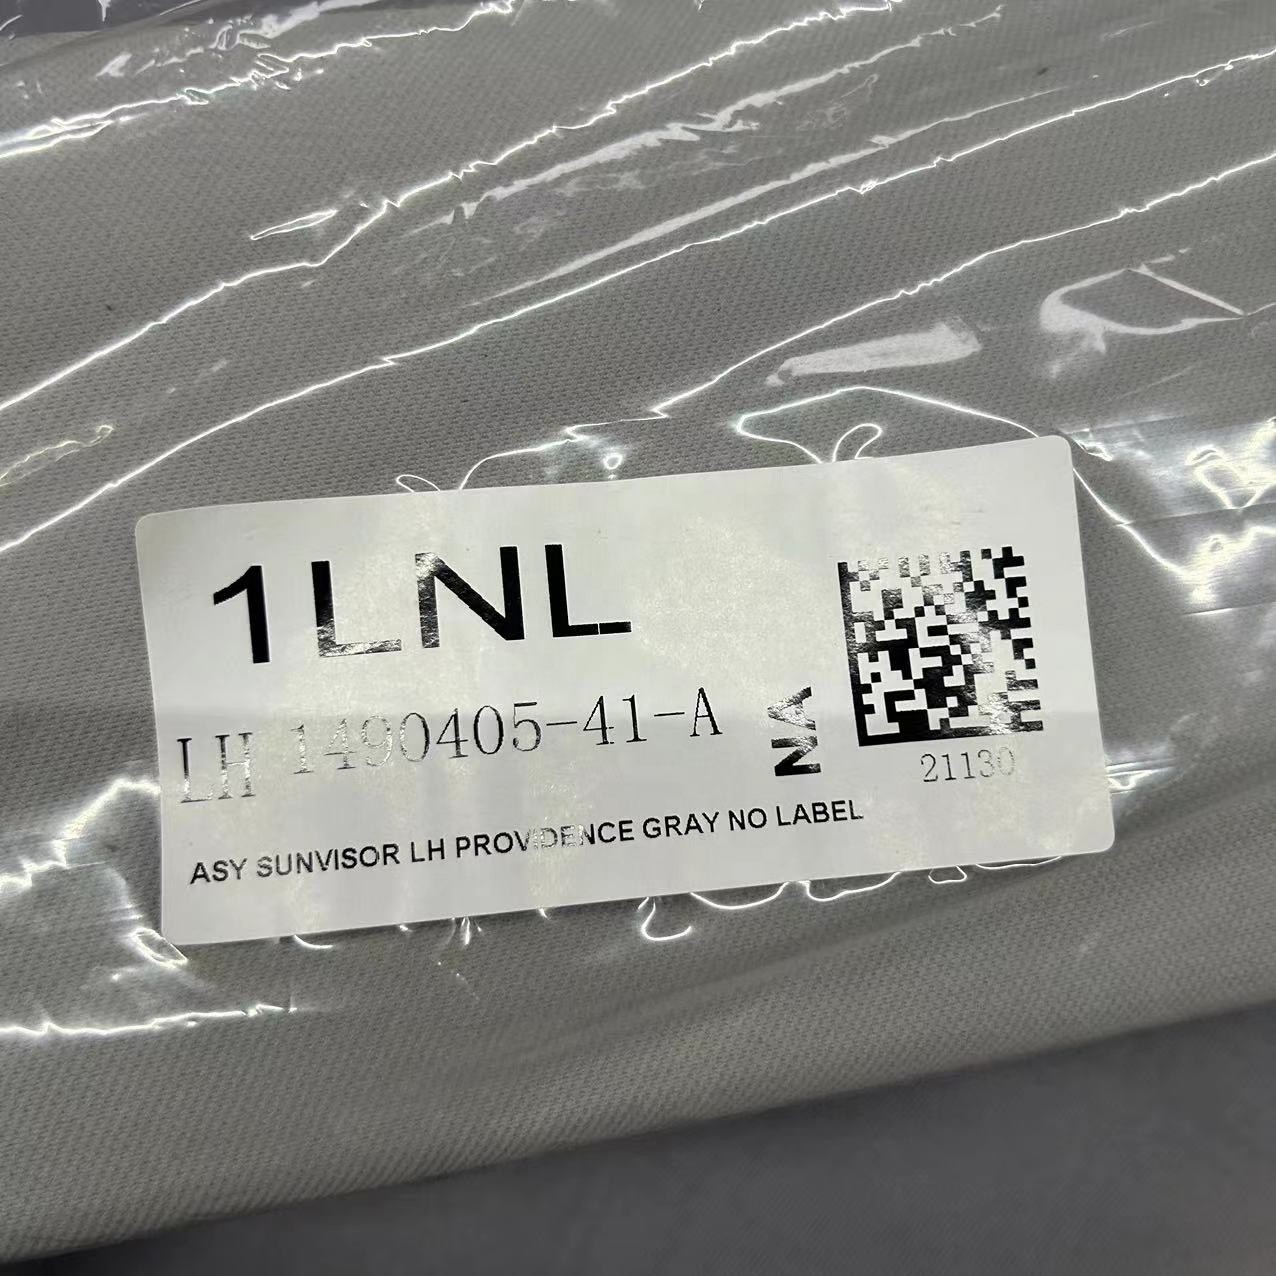 1LNL
LH 1490405-41-A
NA
21130
ASY SUNVISOR LH PROVIDENCE GRAY NO LABEL